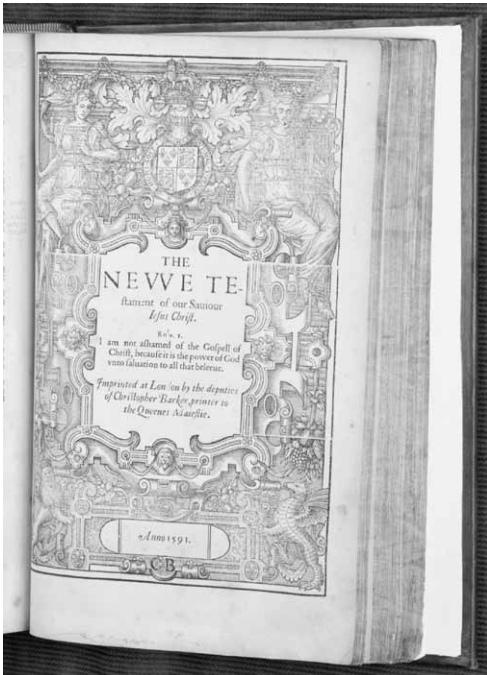 THE
NEVVE TE-
stament of our Sauiour
Iesus Christ.
Ro'a. 1.
I am not ashamed of the Gospell of
Christ, because it is the power of God
vnto saluation to all that beleeue.
Imprinted at London by the deputies
of Christopher Barker, printer to
the Queenes Maiestie.
Anno 1591.
CB